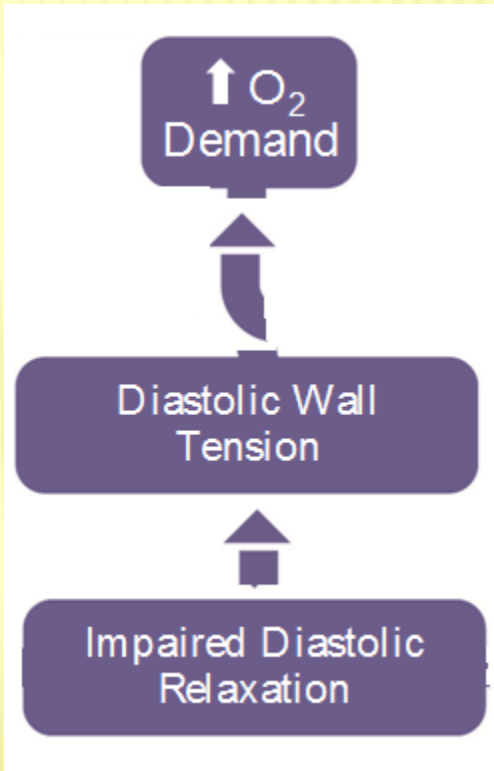 ⬆ O₂
Demand
Diastolic Wall
Tension
Impaired Diastolic
Relaxation